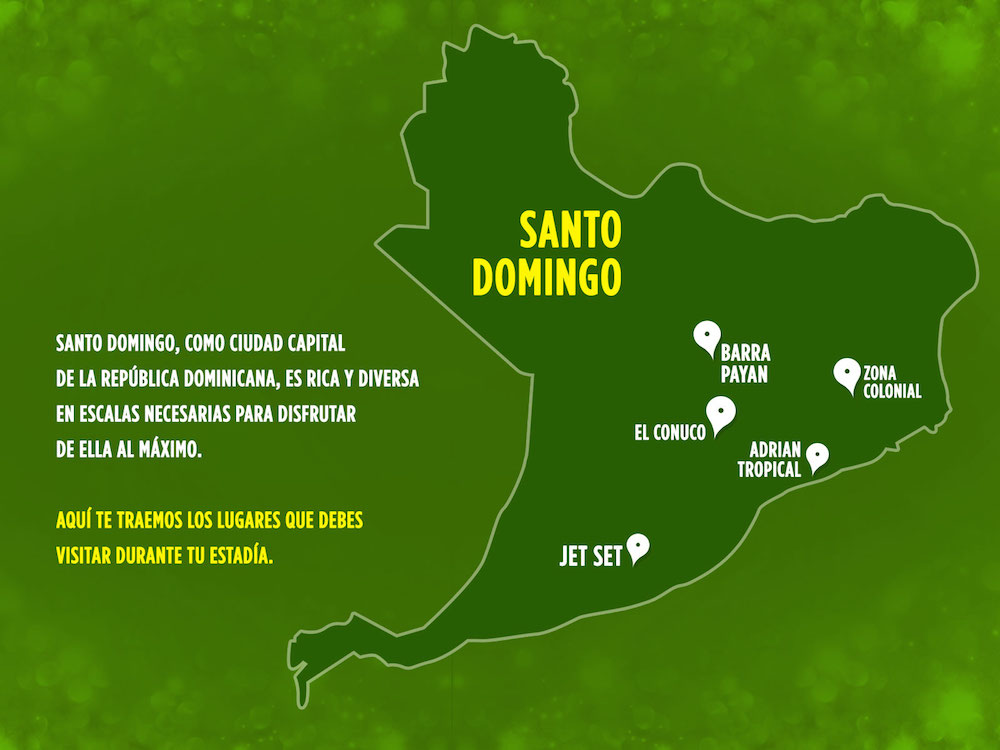 SANTO
DOMINGO
SANTO DOMINGO, COMO CIUDAD CAPITAL
DE LA REPÚBLICA DOMINICANA, ES RICA Y DIVERSA
EN ESCALAS NECESARIAS PARA DISFRUTAR
DE ELLA AL MÁXIMO.
AQUÍ TE TRAEMOS LOS LUGARES QUE DEBES
VISITAR DURANTE TU ESTADÍA.
BARRA
PAYAN
ZONA
COLONIAL
EL CONUCO
ADRIAN
TROPICAL
JET SET